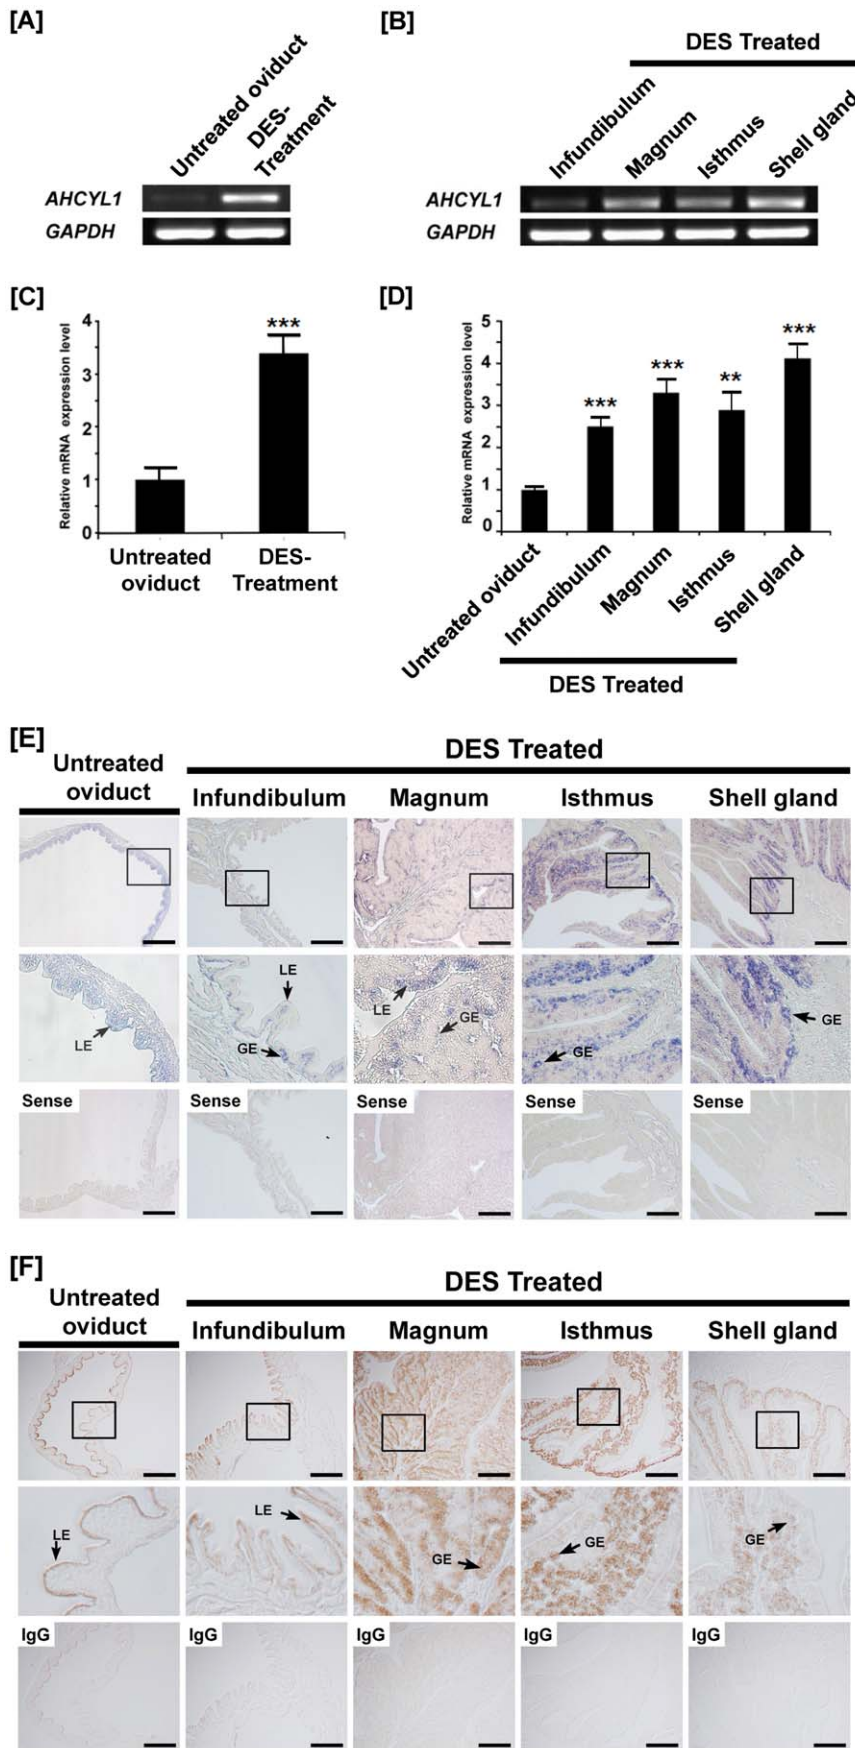 [A]
Untreated oviduct
DES-
Treatment
AHCYL1
GAPDH
[B]
DES Treated
Infundibulum
Magnum
Isthmus
Shell gland
AHCYL1
GAPDH
[C]
Relative mRNA expression level
4
3
2
1
0
***
Untreated
oviduct
DES-
Treatment
[D]
Relative mRNA expression level
5
4
3
2
1
0
***
***
**
***
Untreated oviduct
Infundibulum
Magnum
Isthmus
Shell gland
DES Treated
[E]
Untreated
oviduct
DES Treated
Infundibulum
Magnum
Isthmus
Shell gland
LE
LE
GE
LE
GE
GE
GE
Sense
Sense
Sense
Sense
Sense
[F]
Untreated
oviduct
DES Treated
Infundibulum
Magnum
Isthmus
Shell gland
LE
LE
GE
GE
GE
IgG
IgG
IgG
IgG
IgG